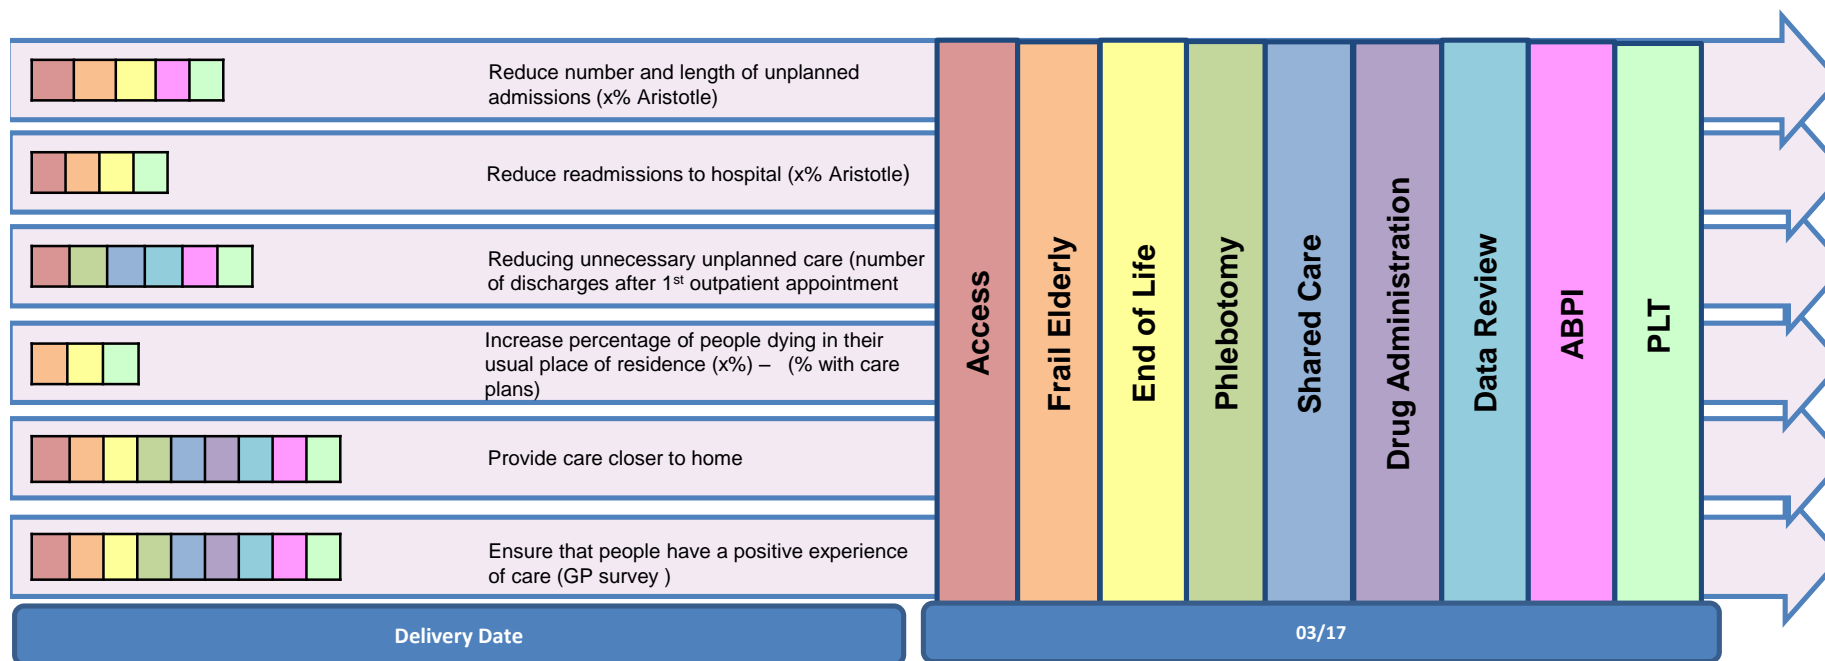 Reduce number and length of unplanned
admissions (x% Aristotle)
Reduce readmissions to hospital (x% Aristotle)
Reducing unnecessary unplanned care (number
of discharges after 1st outpatient appointment
Increase percentage of people dying in their
usual place of residence (x%) – (% with care
plans)
Provide care closer to home
Ensure that people have a positive experience
of care (GP survey )
Access
Frail Elderly
End of Life
Phlebotomy
Shared Care
Drug Administration
Data Review
ABPI
PLT
Delivery Date
03/17